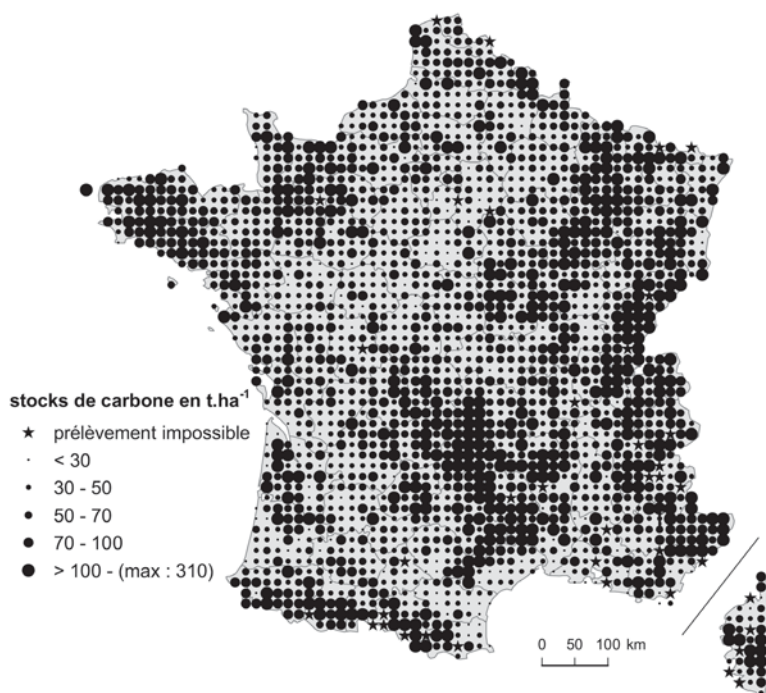 stocks de carbone en t.ha⁻¹
prélèvement impossible
< 30
30 - 50
50 - 70
70 - 100
> 100 - (max : 310)
0 50 100 km